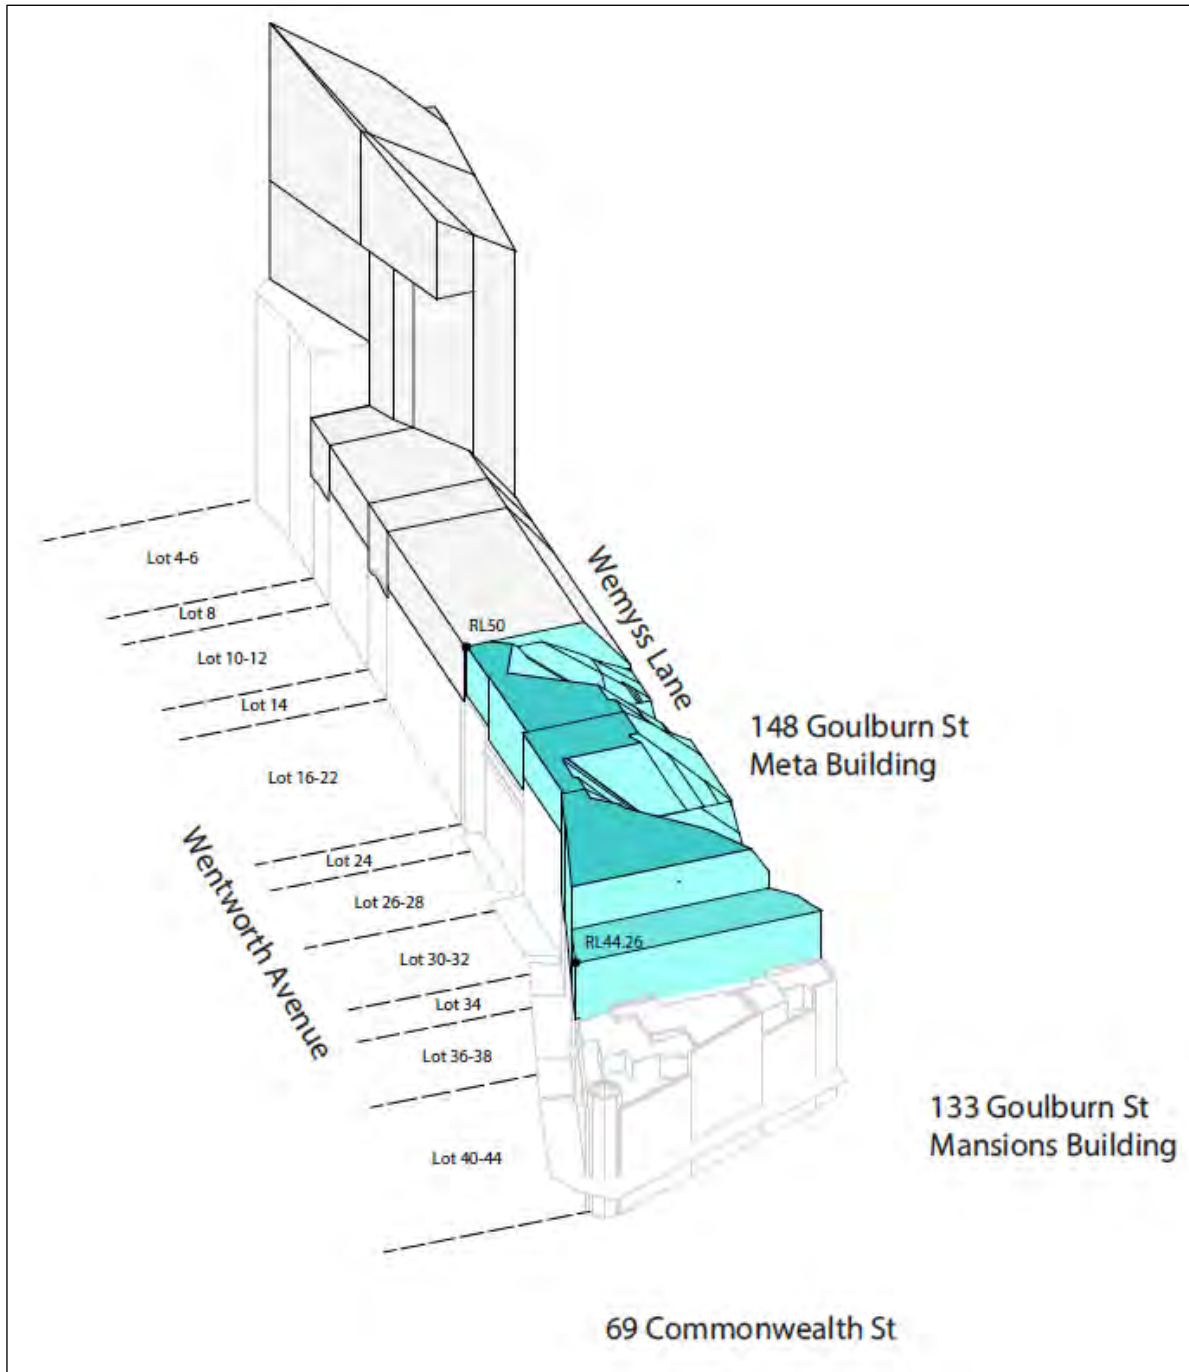 Lot 4-6
Lot 8
Lot 10-12
Lot 14
Lot 16-22
Lot 24
Lot 26-28
Lot 30-32
Lot 34
Lot 36-38
Lot 40-44
Wentworth Avenue
RL50
Wemyss Lane
RL44.26
148 Goulburn St
Meta Building
133 Goulburn St
Mansions Building
69 Commonwealth St